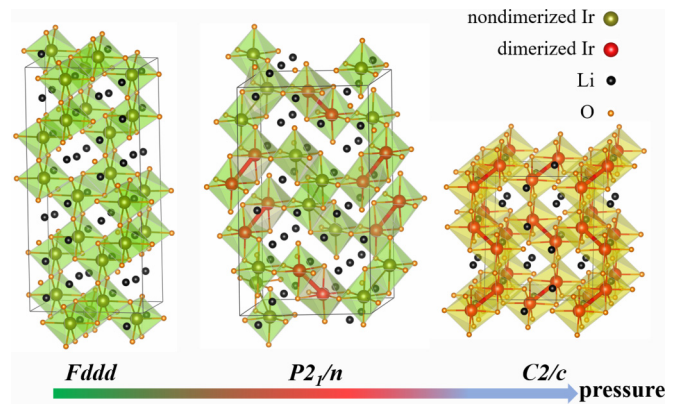 nondimerized Ir
dimerized Ir
Li
O
Fddd P2₁/n C2/c
pressure